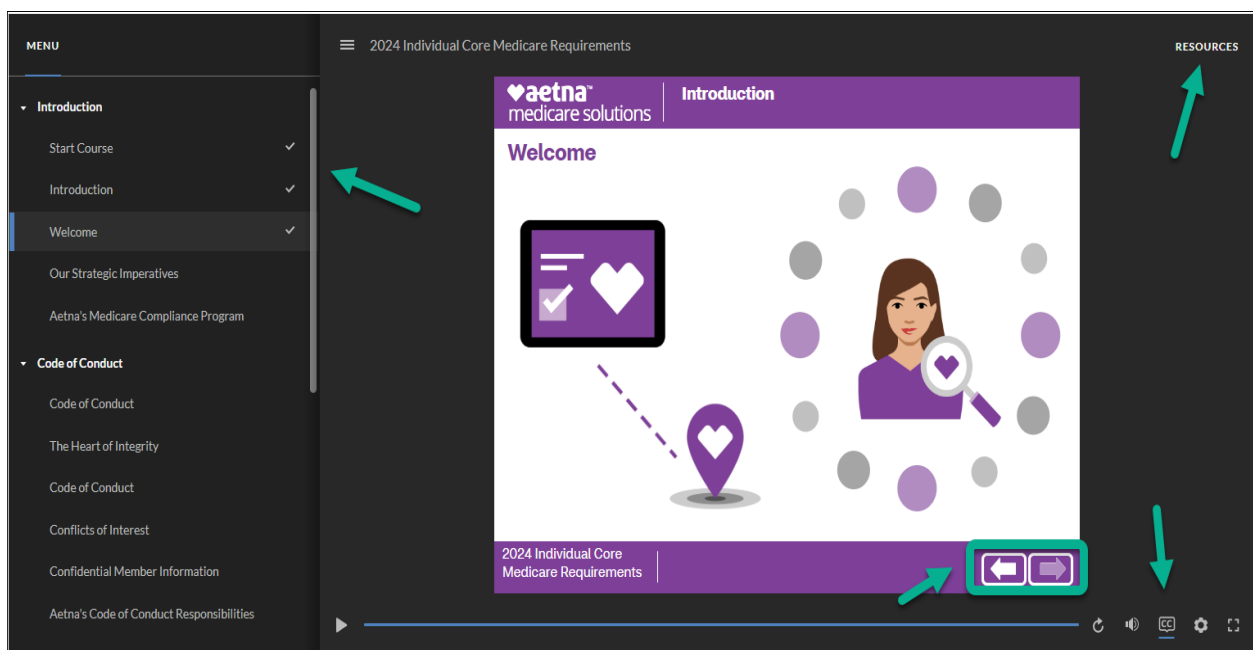 MENU
2024 Individual Core Medicare Requirements
RESOURCES
Introduction
Start Course
Introduction
Welcome
Our Strategic Imperatives
Aetna's Medicare Compliance Program
Code of Conduct
Code of Conduct
The Heart of Integrity
Code of Conduct
Conflicts of Interest
Confidential Member Information
Aetna's Code of Conduct Responsibilities
aetna™
medicare solutions
Introduction
Welcome
2024 Individual Core
Medicare Requirements
CC